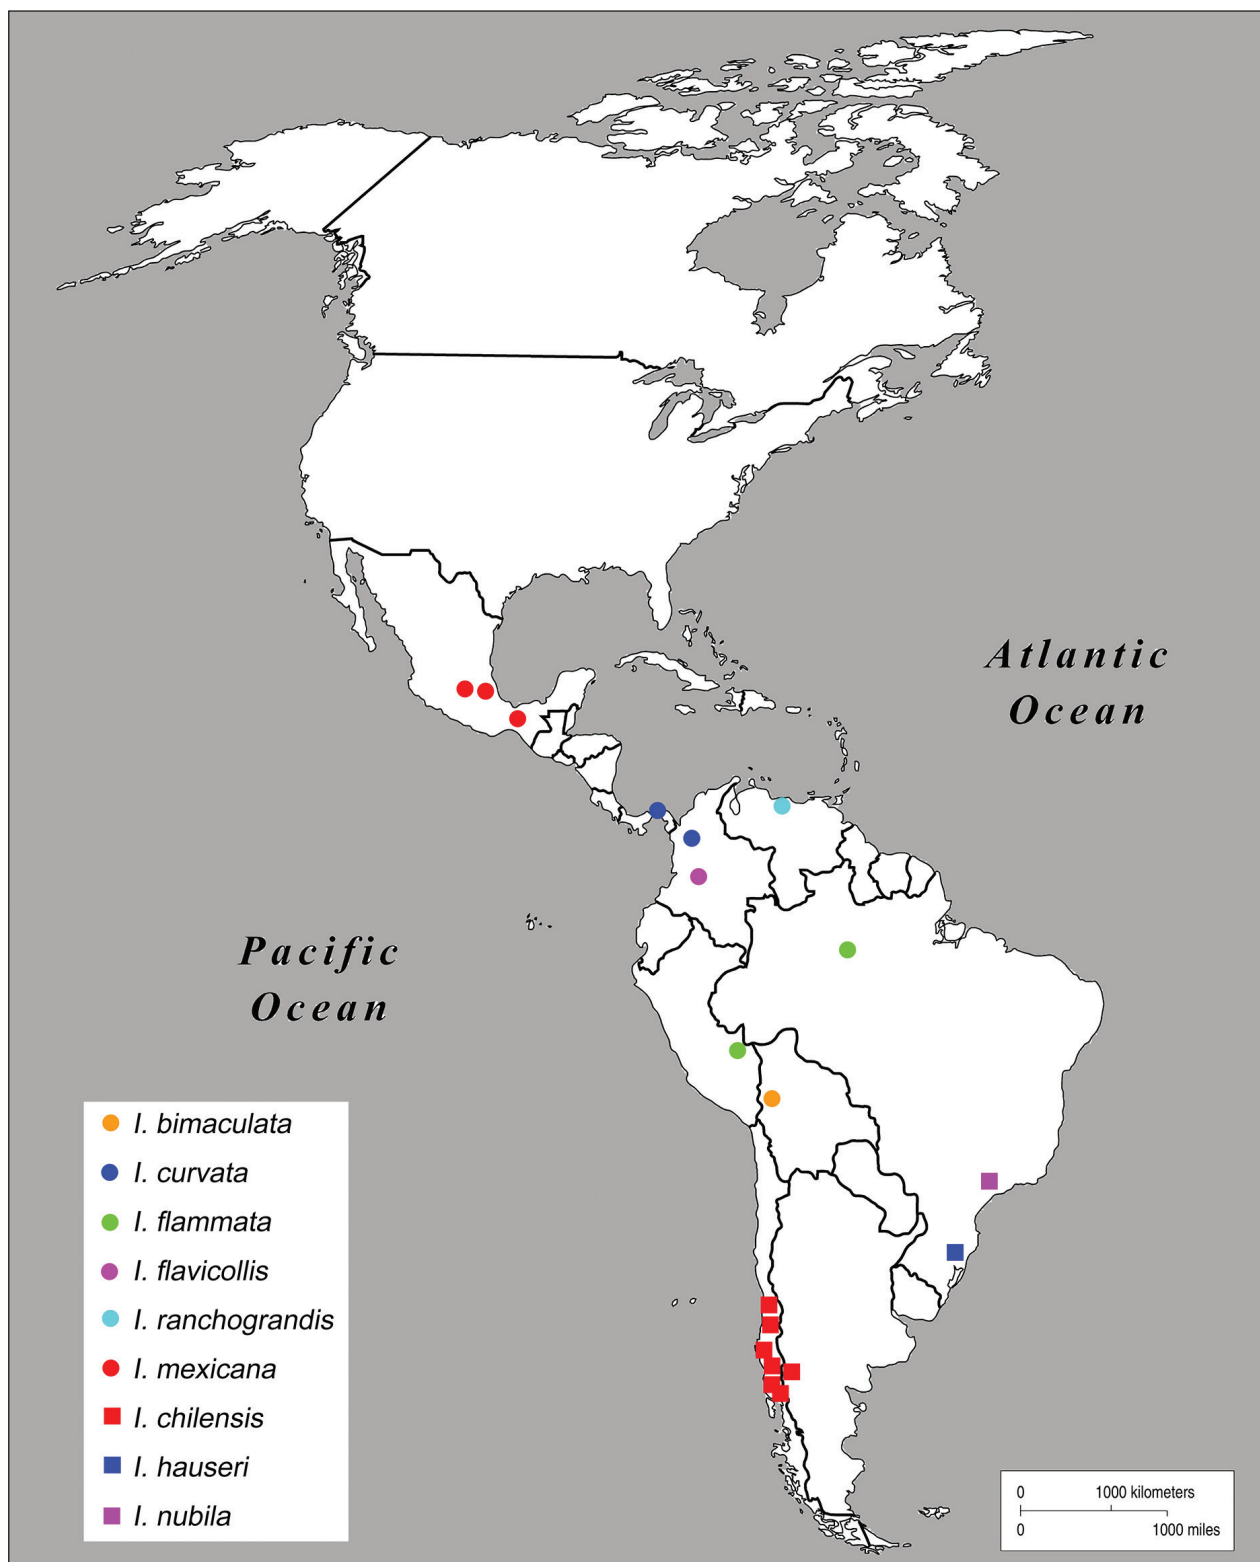 Atlantic
Ocean
Pacific
Ocean
I. bimaculata
I. curvata
I. flammata
I. flavicollis
I. ranchograndis
I. mexicana
I. chilensis
I. hauseri
I. nubila
0 1000 kilometers
0 1000 miles